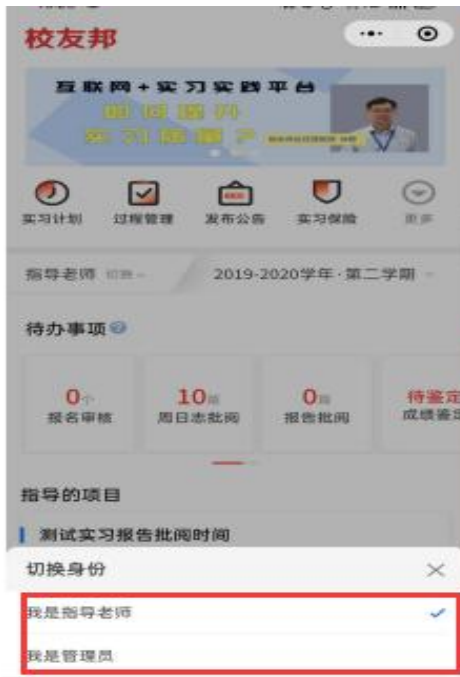 校友邦
互联网+实习实践平台
实习计划 过程管理 发布公告 实习保险 更多
指导老师 切换 2019-2020学年·第二学期
待办事项
0个 10篇 0篇 待鉴定
报名审核 周日志批阅 报告批阅 成绩鉴定
指导的项目
测试实习报告批阅时间
切换身份
我是指导老师
我是管理员